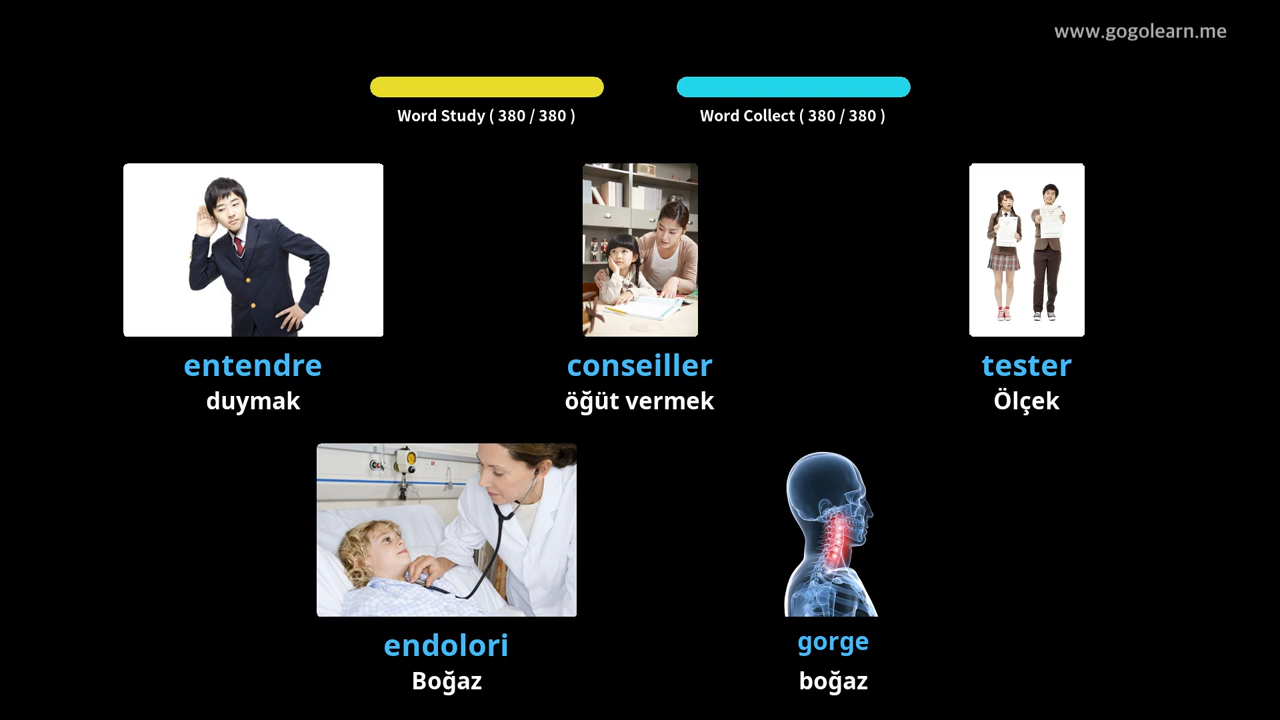 www.gogolearn.me
Word Study ( 380 / 380 )
Word Collect ( 380 / 380 )
entendre
duymak
conseiller
öğüt vermek
tester
Ölçek
endolori
Boğaz
gorge
boğaz